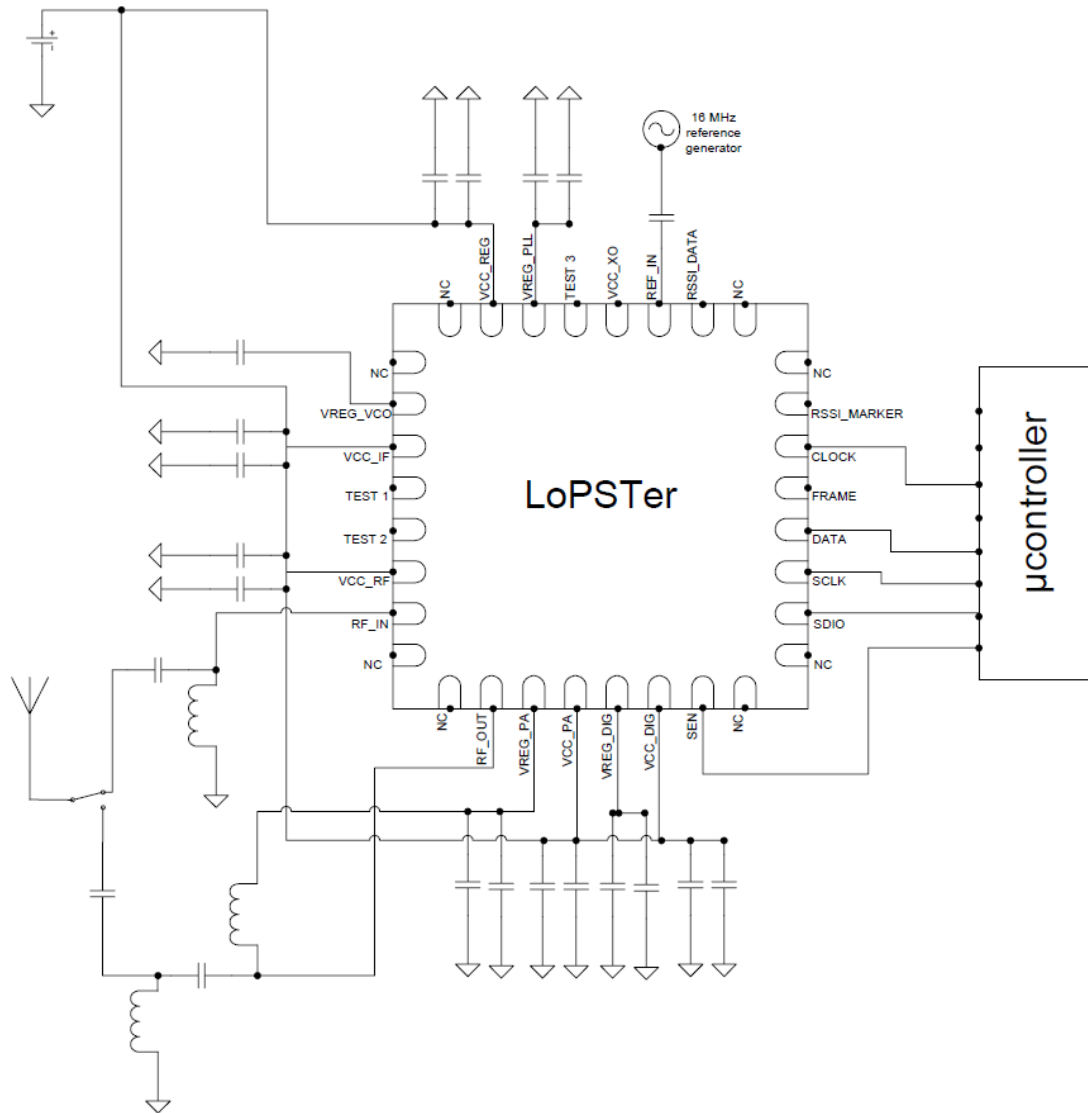 +
-
16 MHz
reference
generator
NC
VCC_REG
VREG_PLL
TEST 3
VCC_XO
REF_IN
RSSI_DATA
NC
NC
VREG_VCO
VCC_IF
TEST 1
TEST 2
VCC_RF
RF_IN
NC
LoPSTer
NC
RSSI_MARKER
CLOCK
FRAME
DATA
SCLK
SDIO
NC
µcontroller
NC
RF_OUT
VREG_PA
VCC_PA
VREG_DIG
VCC_DIG
SEN
NC